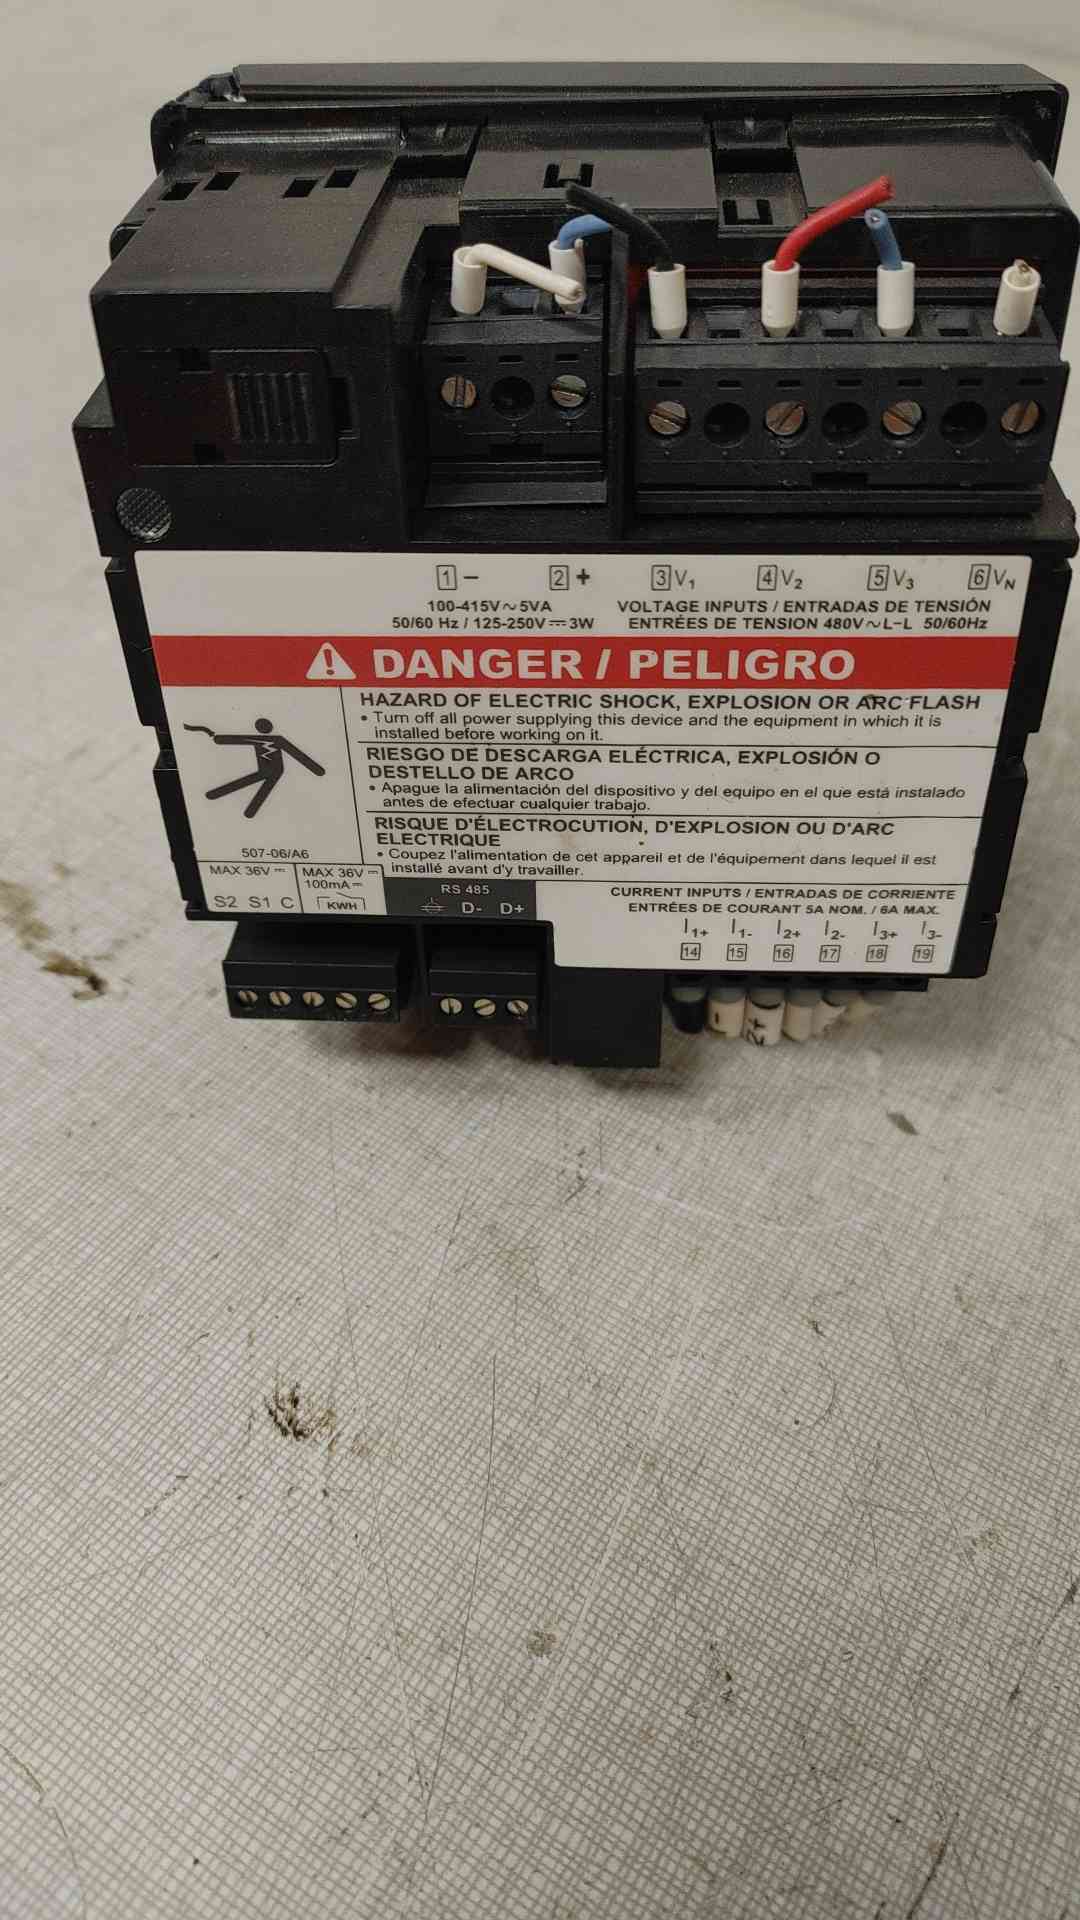 1 − 2 + 3 V1 4 V2 5 V3 6 VN
100-415V~5VA
50/60 Hz / 125-250V⎓3W
VOLTAGE INPUTS / ENTRADAS DE TENSIÓN
ENTRÉES DE TENSION 480V~L-L 50/60Hz
DANGER / PELIGRO
HAZARD OF ELECTRIC SHOCK, EXPLOSION OR ARC FLASH
• Turn off all power supplying this device and the equipment in which it is
installed before working on it.
RIESGO DE DESCARGA ELÉCTRICA, EXPLOSIÓN O
DESTELLO DE ARCO
• Apague la alimentación del dispositivo y del equipo en el que está instalado
antes de efectuar cualquier trabajo.
RISQUE D'ÉLECTROCUTION, D'EXPLOSION OU D'ARC
ELECTRIQUE
• Coupez l'alimentation de cet appareil et de l'équipement dans lequel il est
installé avant d'y travailler.
507-06/A6
MAX 36V⎓
S2 S1 C
MAX 36V⎓
100mA⎓
KWH
RS 485
D- D+
CURRENT INPUTS / ENTRADAS DE CORRIENTE
ENTRÉES DE COURANT 5A NOM. / 6A MAX.
I1+ I1- I2+ I2- I3+ I3-
14 15 16 17 18 19
2+